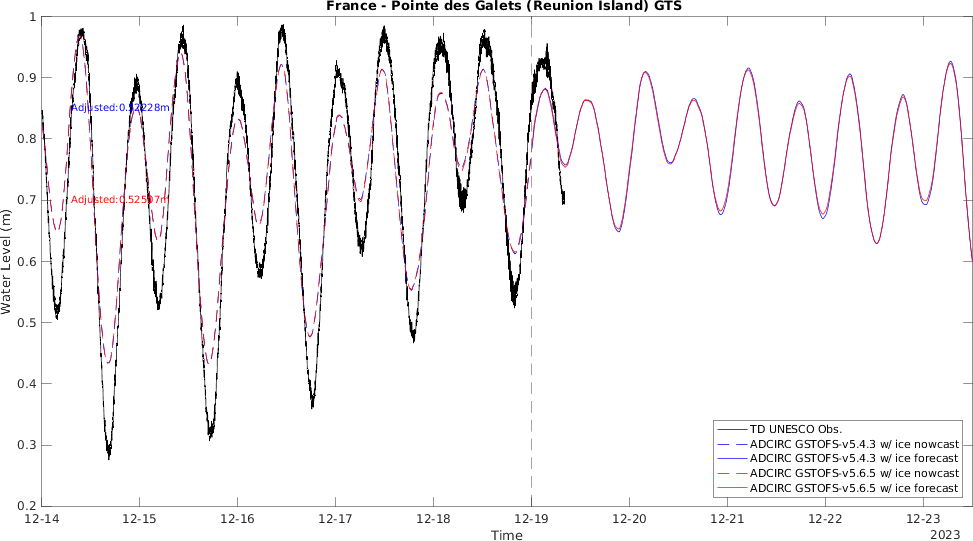 France - Pointe des Galets (Reunion Island) GTS
1
0.9
0.8
0.7
0.6
0.5
0.4
0.3
0.2
Water Level (m)
Adjusted:0.52228m
Adjusted:0.52507m
TD UNESCO Obs.
ADCIRC GSTOFS-v5.4.3 w/ ice nowcast
ADCIRC GSTOFS-v5.4.3 w/ ice forecast
ADCIRC GSTOFS-v5.6.5 w/ ice nowcast
ADCIRC GSTOFS-v5.6.5 w/ ice forecast
12-14 12-15 12-16 12-17 12-18 12-19 12-20 12-21 12-22 12-23
Time
2023